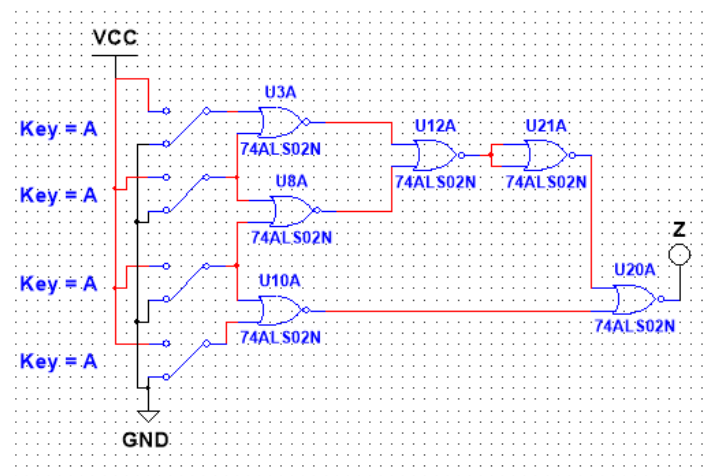 VCC
U3A
Key = A
74ALS02N
U12A
U21A
Key = A
U8A
74ALS02N
74ALS02N
74ALS02N
Z
Key = A
U10A
U20A
74ALS02N
74ALS02N
Key = A
GND